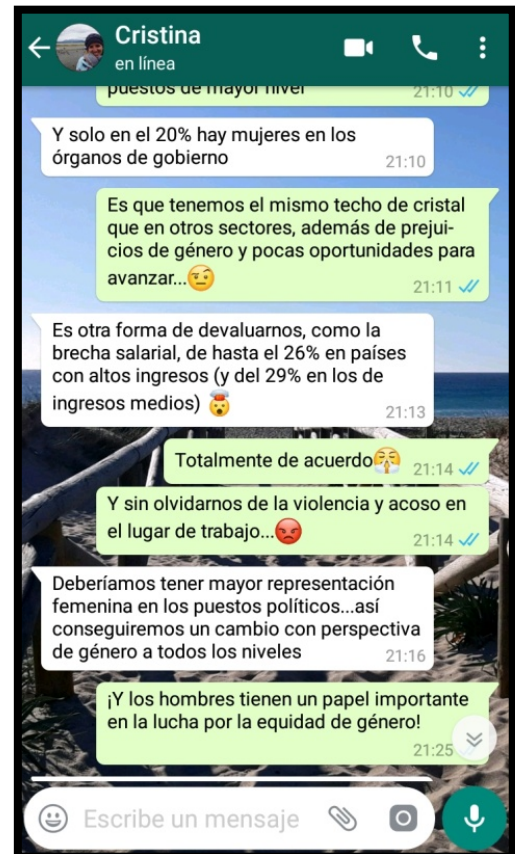 Cristina
en línea
puestos de mayor nivel
21:10
Y solo en el 20% hay mujeres en los
órganos de gobierno
21:10
Es que tenemos el mismo techo de cristal
que en otros sectores, además de prejui-
cios de género y pocas oportunidades para
avanzar...🤨
21:11
Es otra forma de devaluarnos, como la
brecha salarial, de hasta el 26% en países
con altos ingresos (y del 29% en los de
ingresos medios) 🤯
21:13
Totalmente de acuerdo😤
21:14
Y sin olvidarnos de la violencia y acoso en
el lugar de trabajo...😡
21:14
Deberíamos tener mayor representación
femenina en los puestos políticos...así
conseguiremos un cambio con perspectiva
de género a todos los niveles
21:16
¡Y los hombres tienen un papel importante
en la lucha por la equidad de género!
21:25
Escribe un mensaje